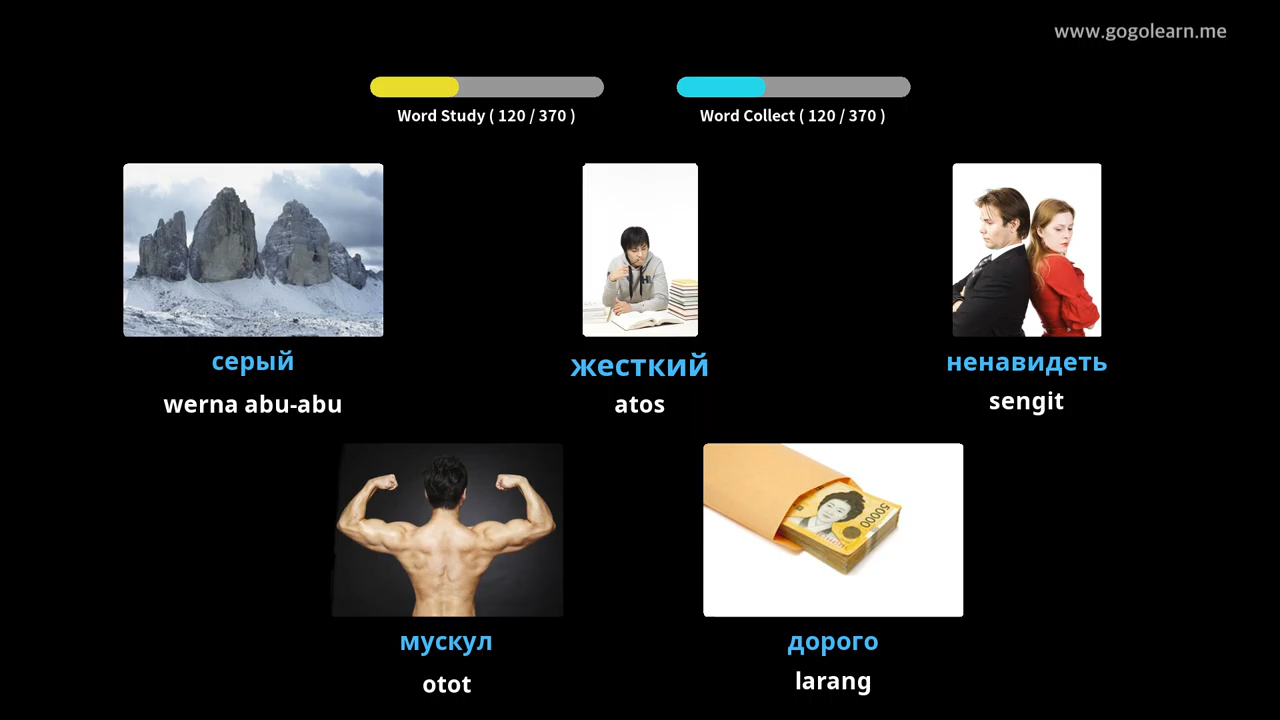 www.gogolearn.me
Word Study ( 120 / 370 )
Word Collect ( 120 / 370 )
серый
жесткий
ненавидеть
werna abu-abu
atos
sengit
50000
мускул
дорого
otot
larang